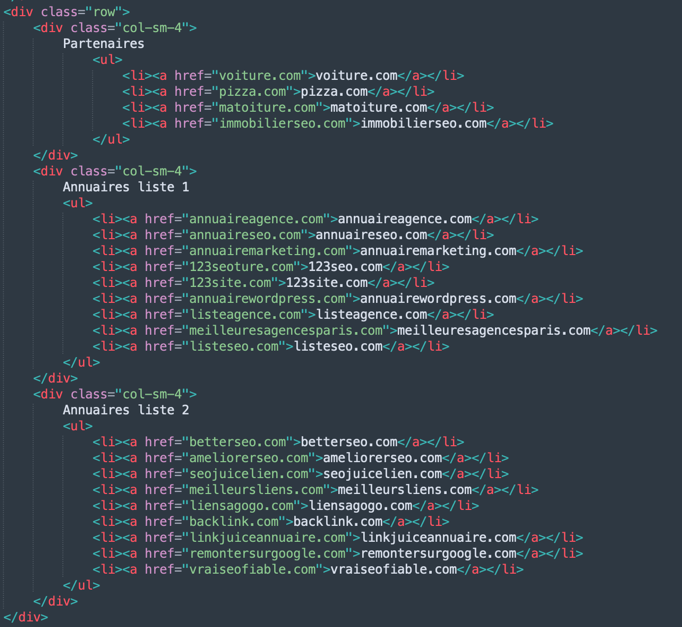 <div class="row">
<div class="col-sm-4">
Partenaires
<ul>
<li><a href="voiture.com">voiture.com</a></li>
<li><a href="pizza.com">pizza.com</a></li>
<li><a href="matoiture.com">matoiture.com</a></li>
<li><a href="immobilierseo.com">immobilierseo.com</a></li>
</ul>
</div>
<div class="col-sm-4">
Annuaires liste 1
<ul>
<li><a href="annuaireagence.com">annuaireagence.com</a></li>
<li><a href="annuaireseo.com">annuaireseo.com</a></li>
<li><a href="annuairemarketing.com">annuairemarketing.com</a></li>
<li><a href="123seoture.com">123seo.com</a></li>
<li><a href="123site.com">123site.com</a></li>
<li><a href="annuairewordpress.com">annuairewordpress.com</a></li>
<li><a href="listeagence.com">listeagence.com</a></li>
<li><a href="meilleuresagencesparis.com">meilleuresagencesparis.com</a></li>
<li><a href="listeseo.com">listeseo.com</a></li>
</ul>
</div>
<div class="col-sm-4">
Annuaires liste 2
<ul>
<li><a href="betterseo.com">betterseo.com</a></li>
<li><a href="ameliorerseo.com">ameliorerseo.com</a></li>
<li><a href="seojuicelien.com">seojuicelien.com</a></li>
<li><a href="meilleursliens.com">meilleursliens.com</a></li>
<li><a href="liensagogo.com">liensagogo.com</a></li>
<li><a href="backlink.com">backlink.com</a></li>
<li><a href="linkjuiceannuaire.com">linkjuiceannuaire.com</a></li>
<li><a href="remontersurgoogle.com">remontersurgoogle.com</a></li>
<li><a href="vraiseofiable.com">vraiseofiable.com</a></li>
</ul>
</div>
</div>